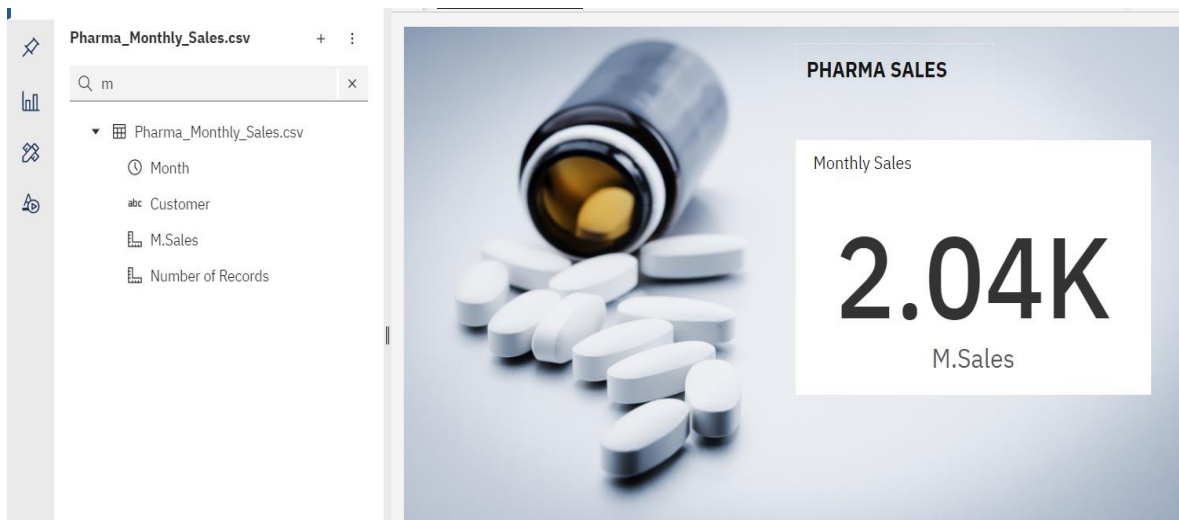 Pharma_Monthly_Sales.csv
m
Pharma_Monthly_Sales.csv
Month
abc Customer
M.Sales
Number of Records
PHARMA SALES
Monthly Sales
2.04K
M.Sales